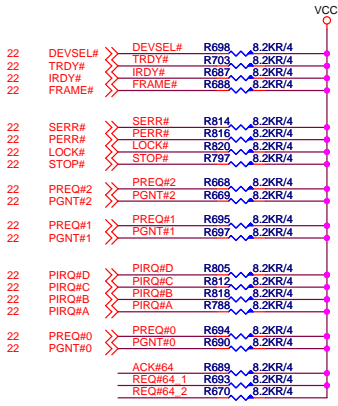 VCC
22 DEVSEL# DEVSEL# R698 8.2KR/4
22 TRDY# TRDY# R703 8.2KR/4
22 IRDY# IRDY# R687 8.2KR/4
22 FRAME# FRAME# R688 8.2KR/4
22 SERR# SERR# R814 8.2KR/4
22 PERR# PERR# R816 8.2KR/4
22 LOCK# LOCK# R820 8.2KR/4
22 STOP# STOP# R797 8.2KR/4
22 PREQ#2 PREQ#2 R668 8.2KR/4
22 PGNT#2 PGNT#2 R669 8.2KR/4
22 PREQ#1 PREQ#1 R695 8.2KR/4
22 PGNT#1 PGNT#1 R697 8.2KR/4
22 PIRQ#D PIRQ#D R805 8.2KR/4
22 PIRQ#C PIRQ#C R812 8.2KR/4
22 PIRQ#B PIRQ#B R818 8.2KR/4
22 PIRQ#A PIRQ#A R788 8.2KR/4
22 PREQ#0 PREQ#0 R694 8.2KR/4
22 PGNT#0 PGNT#0 R690 8.2KR/4
ACK#64 R689 8.2KR/4
REQ#64_1 R693 8.2KR/4
REQ#64_2 R670 8.2KR/4